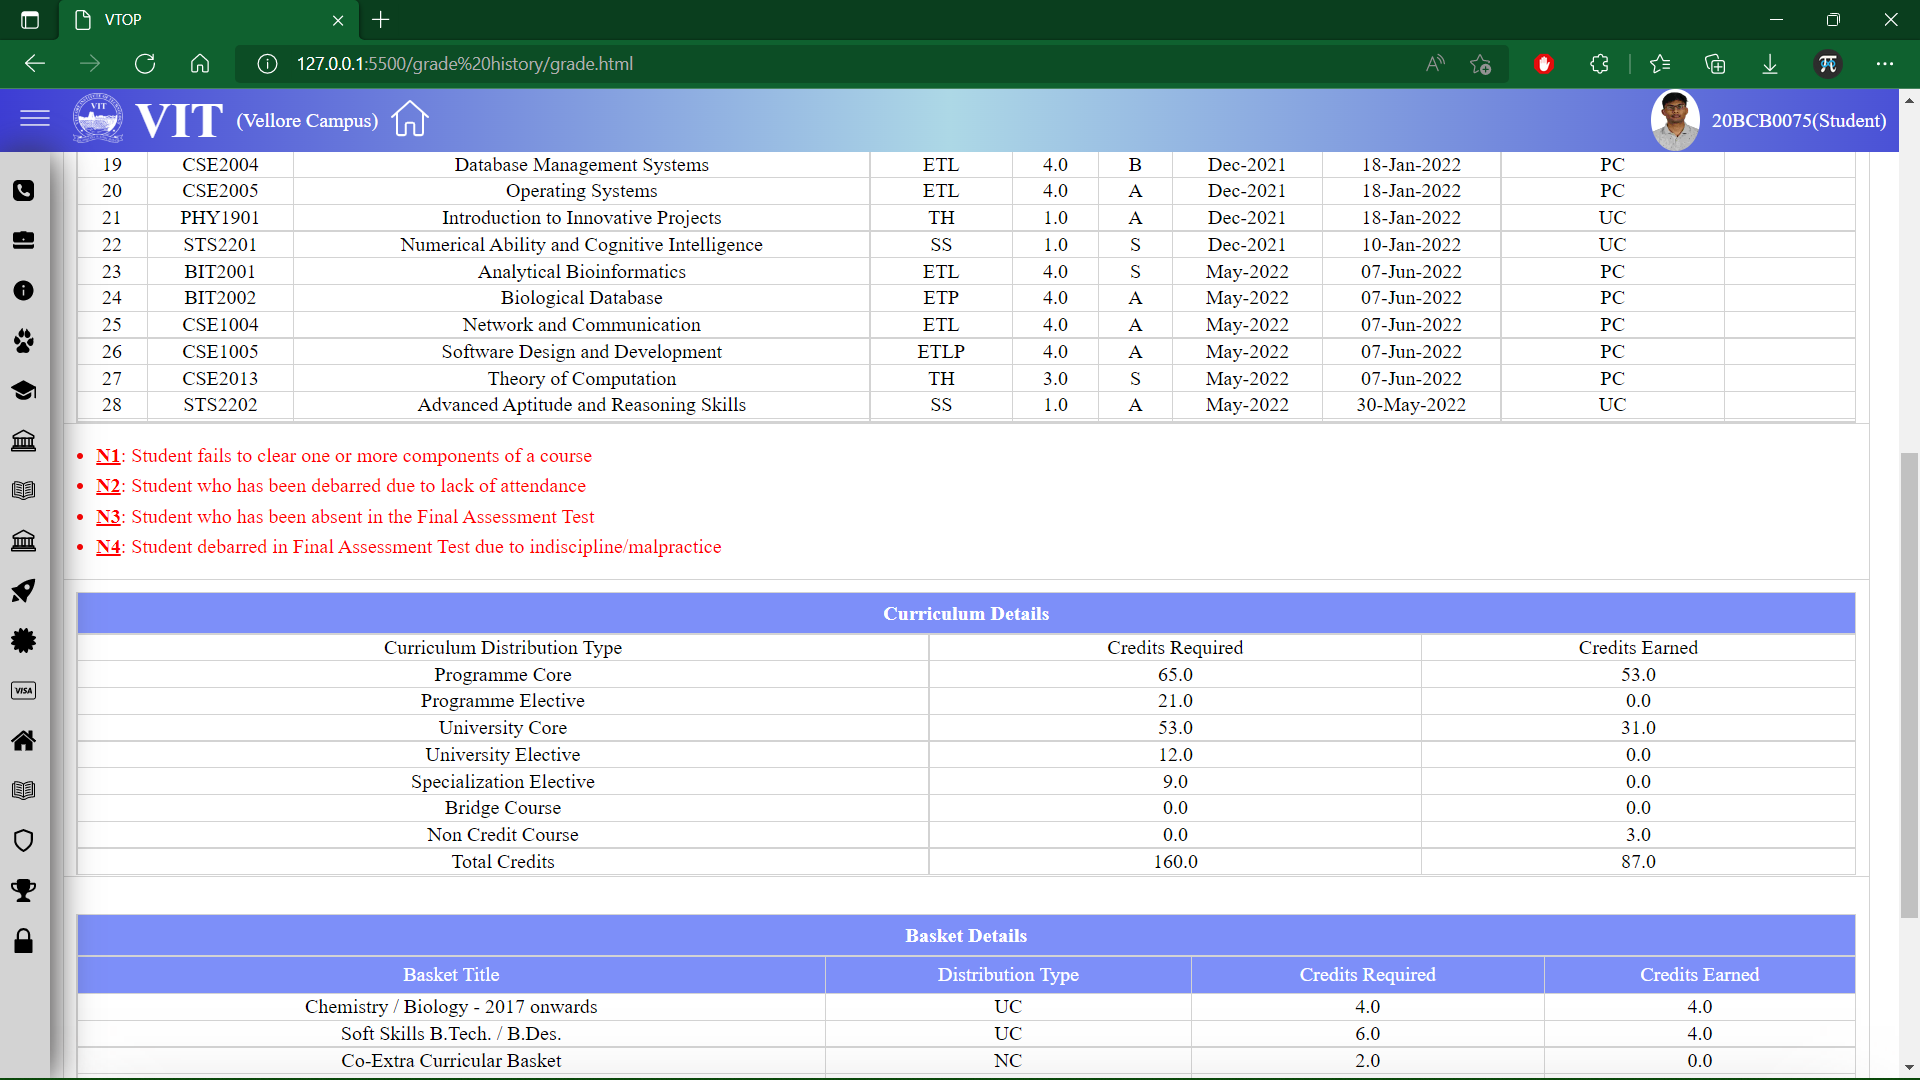 VTOP
127.0.0.1:5500/grade%20history/grade.html
VIT (Vellore Campus) 20BCB0075(Student)
19 CSE2004 Database Management Systems ETL 4.0 B Dec-2021 18-Jan-2022 PC
20 CSE2005 Operating Systems ETL 4.0 A Dec-2021 18-Jan-2022 PC
21 PHY1901 Introduction to Innovative Projects TH 1.0 A Dec-2021 18-Jan-2022 UC
22 STS2201 Numerical Ability and Cognitive Intelligence SS 1.0 S Dec-2021 10-Jan-2022 UC
23 BIT2001 Analytical Bioinformatics ETL 4.0 S May-2022 07-Jun-2022 PC
24 BIT2002 Biological Database ETP 4.0 A May-2022 07-Jun-2022 PC
25 CSE1004 Network and Communication ETL 4.0 A May-2022 07-Jun-2022 PC
26 CSE1005 Software Design and Development ETLP 4.0 A May-2022 07-Jun-2022 PC
27 CSE2013 Theory of Computation TH 3.0 S May-2022 07-Jun-2022 PC
28 STS2202 Advanced Aptitude and Reasoning Skills SS 1.0 A May-2022 30-May-2022 UC
• N1: Student fails to clear one or more components of a course
• N2: Student who has been debarred due to lack of attendance
• N3: Student who has been absent in the Final Assessment Test
• N4: Student debarred in Final Assessment Test due to indiscipline/malpractice
Curriculum Details
Curriculum Distribution Type Credits Required Credits Earned
Programme Core 65.0 53.0
Programme Elective 21.0 0.0
University Core 53.0 31.0
University Elective 12.0 0.0
Specialization Elective 9.0 0.0
Bridge Course 0.0 0.0
Non Credit Course 0.0 3.0
Total Credits 160.0 87.0
Basket Details
Basket Title Distribution Type Credits Required Credits Earned
Chemistry / Biology - 2017 onwards UC 4.0 4.0
Soft Skills B.Tech. / B.Des. UC 6.0 4.0
Co-Extra Curricular Basket NC 2.0 0.0
VISA